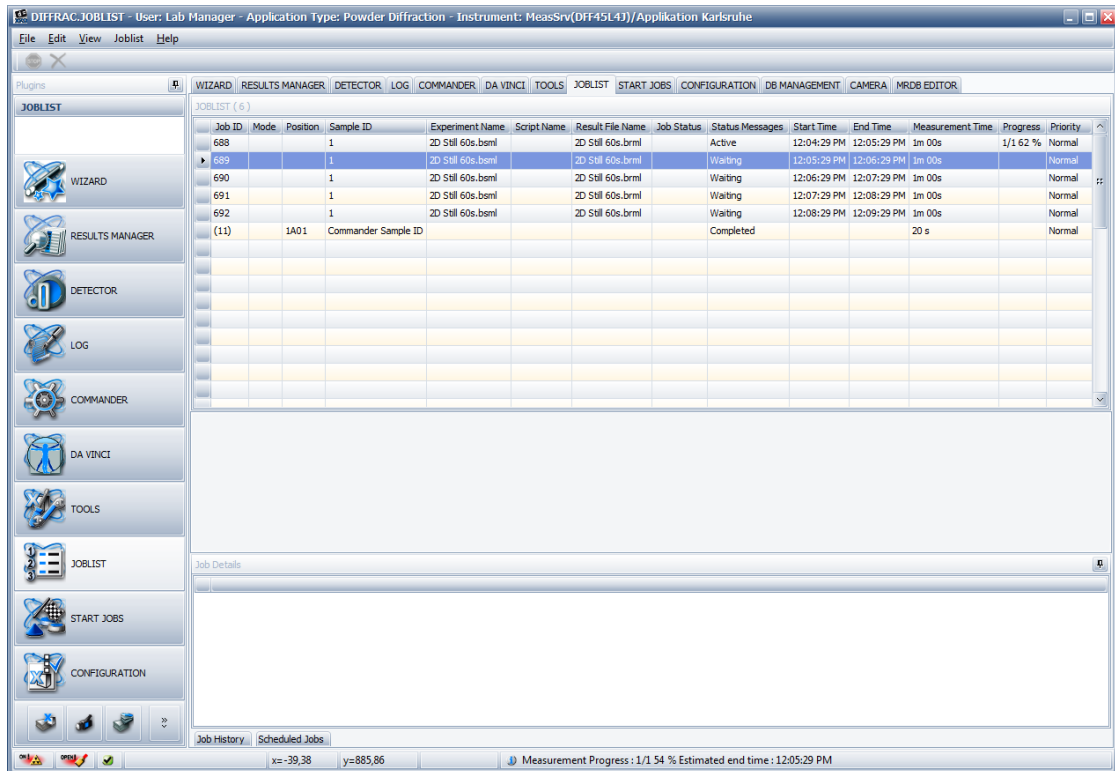 DIFFRAC.JOBLIST - User: Lab Manager - Application Type: Powder Diffraction - Instrument: MeasSrv(DFF45L4J)/Applikation Karlsruhe
File Edit View Joblist Help
Plugins
JOBLIST
WIZARD
RESULTS MANAGER
DETECTOR
LOG
COMMANDER
DA VINCI
TOOLS
JOBLIST
START JOBS
CONFIGURATION
WIZARD RESULTS MANAGER DETECTOR LOG COMMANDER DA VINCI TOOLS JOBLIST START JOBS CONFIGURATION DB MANAGEMENT CAMERA MRDB EDITOR
JOBLIST ( 6 )
Job ID Mode Position Sample ID Experiment Name Script Name Result File Name Job Status Status Messages Start Time End Time Measurement Time Progress Priority
688 1 2D Still 60s.bsml 2D Still 60s.brml Active 12:04:29 PM 12:05:29 PM 1m 00s 1/1 62 % Normal
689 1 2D Still 60s.bsml 2D Still 60s.brml Waiting 12:05:29 PM 12:06:29 PM 1m 00s Normal
690 1 2D Still 60s.bsml 2D Still 60s.brml Waiting 12:06:29 PM 12:07:29 PM 1m 00s Normal
691 1 2D Still 60s.bsml 2D Still 60s.brml Waiting 12:07:29 PM 12:08:29 PM 1m 00s Normal
692 1 2D Still 60s.bsml 2D Still 60s.brml Waiting 12:08:29 PM 12:09:29 PM 1m 00s Normal
(11) 1A01 Commander Sample ID Completed 20 s Normal
Job Details
Job History Scheduled Jobs
ON OPEN x=-39,38 y=885,86 Measurement Progress : 1/1 54 % Estimated end time : 12:05:29 PM